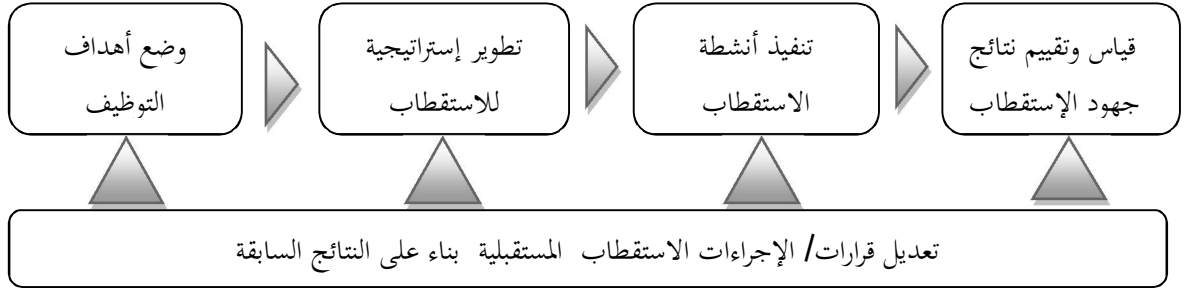 وضع أهداف
التوظيف
تطوير إستراتيجية
للاستقطاب
تنفيذ أنشطة
الاستقطاب
قياس وتقييم نتائج
جهود الإستقطاب
تعديل قرارات/ الإجراءات الاستقطاب المستقبلية بناء على النتائج السابقة